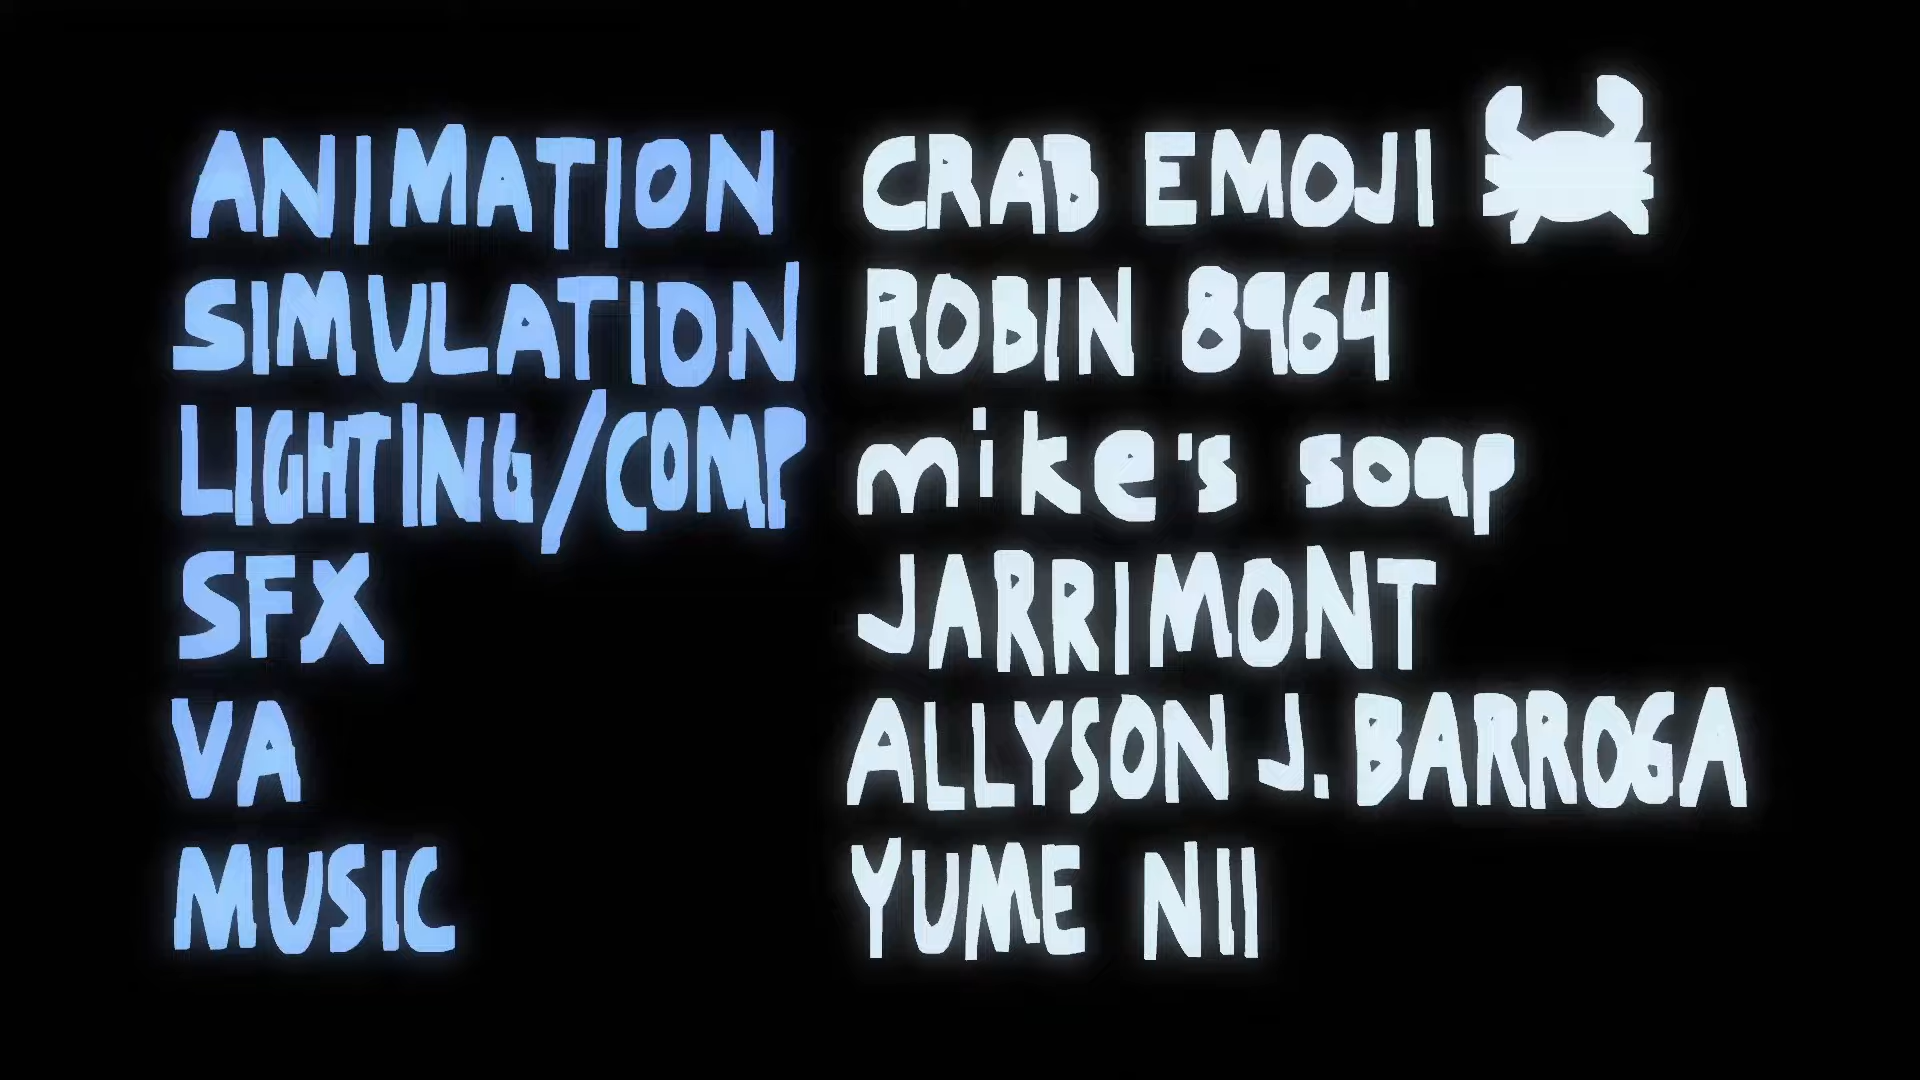 ANIMATION CRAB EMOJI
SIMULATION ROBIN 8964
LIGHTING/COMP mike's soap
SFX JARRIMONT
VA ALLYSON J. BARROGA
MUSIC YUME NII